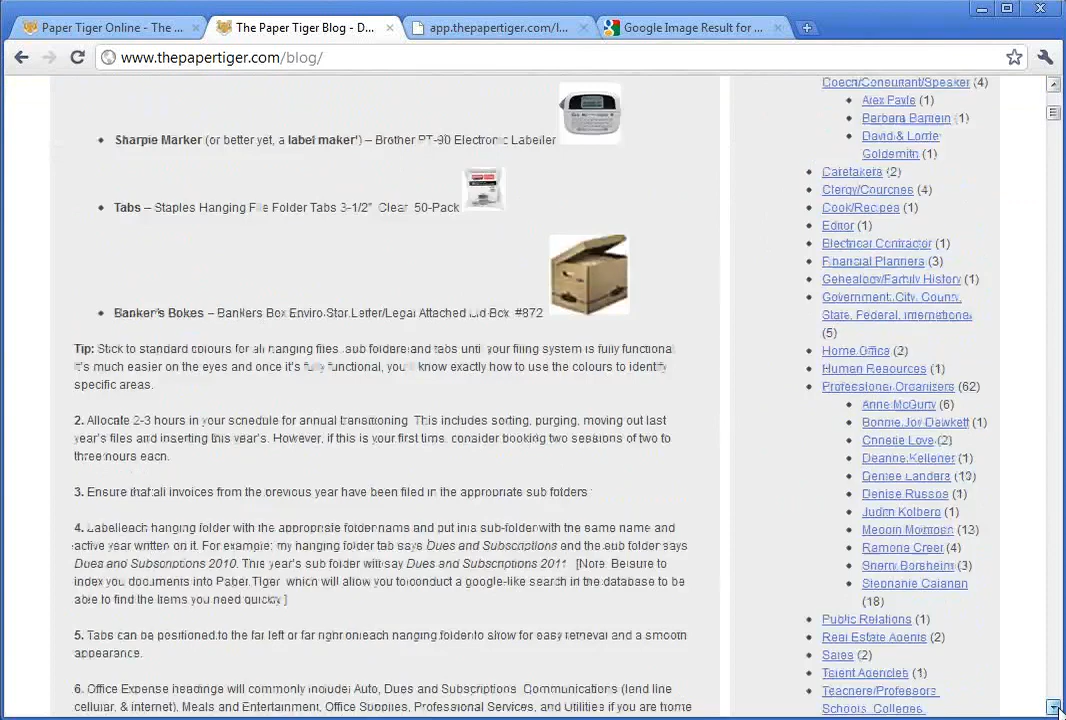 Paper Tiger Online - The ...
The Paper Tiger Blog - D...
app.thepapertiger.com/l...
Google Image Result for ...
www.thepapertiger.com/blog/
Sharpie Marker (or better yet, a label maker') – Brother PT-90 Electronic Labeller
Tabs – Staples Hanging File Folder Tabs 3-1/2" Clear 50-Pack
Banker's Boxes – Bankers Box Enviro Star Letter/Legal Attached Lid Box #872
Tip: Stick to standard colours for all hanging files, sub folders and tabs until your filing system is fully functional
it's much easier on the eyes and once it's fully functional, you'll know exactly how to use the colours to identify
specific areas.
2. Allocate 2-3 hours in your schedule for annual transitioning. This includes sorting, purging, moving out last
year's files and inserting this year's. However, if this is your first time, consider booking two sessions of two to
three hours each.
3. Ensure that all invoices from the previous year have been filed in the appropriate sub folders
4. Label each hanging folder with the appropriate folder name and put in a sub-folder with the same name and
active year written on it. For example; my hanging folder tab says Dues and Subscriptions and the sub folder says
Dues and Subscriptions 2010. This year's sub folder will say Dues and Subscriptions 2011. [Note: Be sure to
index you documents into Paper Tiger which will allow you to conduct a google-like search in the database to be
able to find the items you need quickly.]
5. Tabs can be positioned to the far left or far right on each hanging folder to allow for easy retrieval and a smooth
appearance.
6. Office Expense headings will commonly include: Auto, Dues and Subscriptions, Communications (land line
cellular, & internet), Meals and Entertainment, Office Supplies, Professional Services, and Utilities if you are home
Coach/Consultant/Speaker (4)
(1)
Barbara (1)
David & Lorrie
Goldsmith (1)
Caretakers (2)
Clergy/Churches (4)
Cook/Recipes (1)
Editor (1)
Electrical Contractor (1)
Financial Planners (3)
Genealogy/Family History (1)
Government: City, County,
State, Federal, International
(5)
Home Office (2)
Human Resources (1)
Professional Organizers (62)
Anne McGurty (6)
Bonnie Joy Dewkett (1)
Love (2)
Deanne Kelleher (1)
Denise Landers (13)
Denise Russos (1)
Judith Kolberg (1)
(13)
Ramona Creel (4)
Sherry Borsheim (3)
Stephanie Calahan
(18)
Public Relations (1)
Real Estate Agents (2)
Sales (2)
Talent Agencies (1)
Teachers/Professors,
Schools, Colleges,